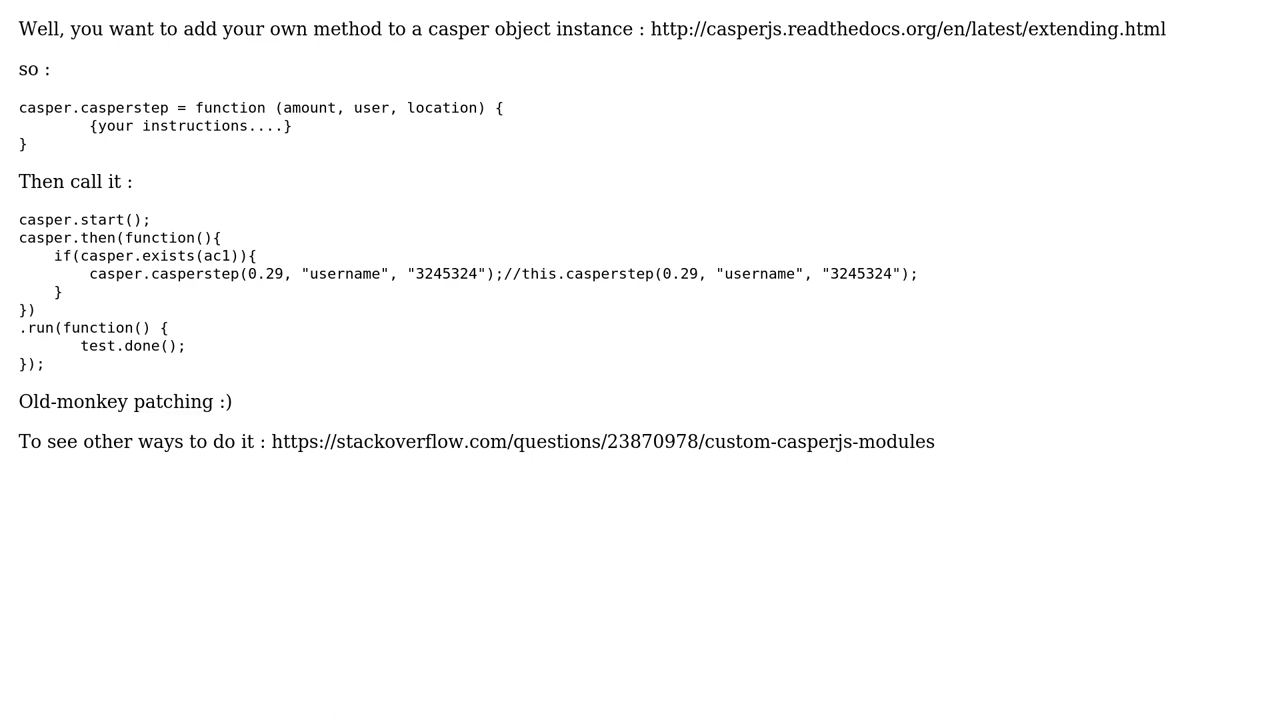 Well, you want to add your own method to a casper object instance : http://casperjs.readthedocs.org/en/latest/extending.html
so :
casper.casperstep = function (amount, user, location) {
        {your instructions....}
}
Then call it :
casper.start();
casper.then(function(){
    if(casper.exists(ac1)){
        casper.casperstep(0.29, "username", "3245324");//this.casperstep(0.29, "username", "3245324");
    }
})
.run(function() {
       test.done();
});
Old-monkey patching :)
To see other ways to do it : https://stackoverflow.com/questions/23870978/custom-casperjs-modules